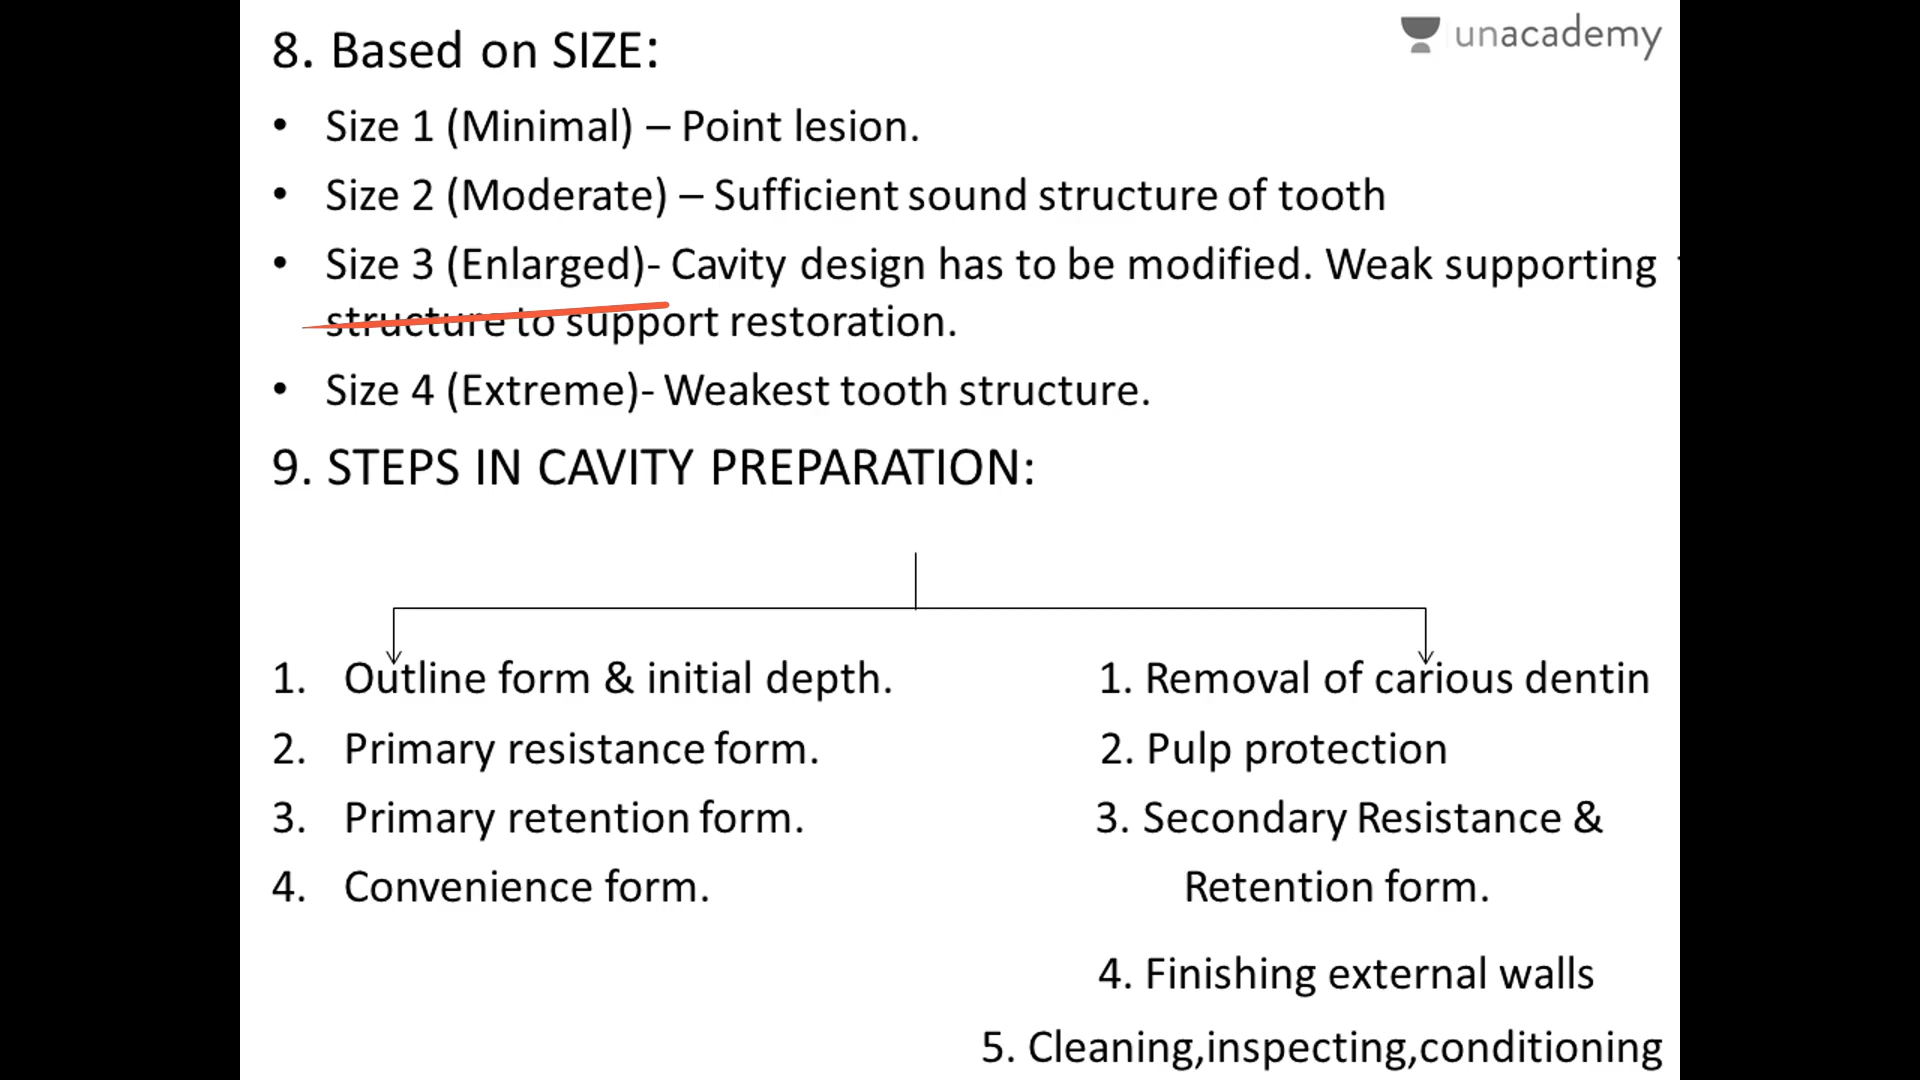 unacademy
8. Based on SIZE:
• Size 1 (Minimal) – Point lesion.
• Size 2 (Moderate) – Sufficient sound structure of tooth
• Size 3 (Enlarged)- Cavity design has to be modified. Weak supporting
structure to support restoration.
• Size 4 (Extreme)- Weakest tooth structure.
9. STEPS IN CAVITY PREPARATION:
1. Outline form & initial depth.
2. Primary resistance form.
3. Primary retention form.
4. Convenience form.
1. Removal of carious dentin
2. Pulp protection
3. Secondary Resistance &
Retention form.
4. Finishing external walls
5. Cleaning,inspecting,conditioning